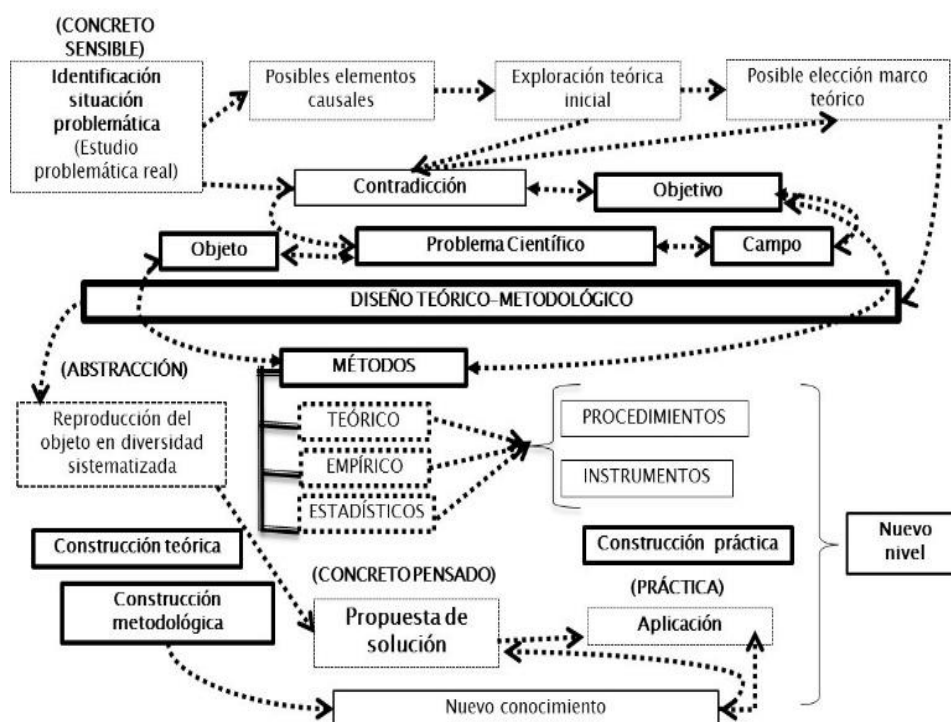 (CONCRETO
SENSIBLE)
Identificación
situación
problemática
(Estudio
problemática real)
Posibles elementos
causales
Exploración teórica
inicial
Posible elección marco
teórico
Contradicción
Objetivo
Objeto
Problema Científico
Campo
DISEÑO TEÓRICO-METODOLÓGICO
(ABSTRACCIÓN)
MÉTODOS
Reproducción del
objeto en diversidad
sistematizada
TEÓRICO
EMPÍRICO
ESTADÍSTICOS
PROCEDIMIENTOS
INSTRUMENTOS
Construcción teórica
Construcción práctica
Nuevo
nivel
Construcción
metodológica
(CONCRETO PENSADO)
Propuesta de
solución
(PRÁCTICA)
Aplicación
Nuevo conocimiento